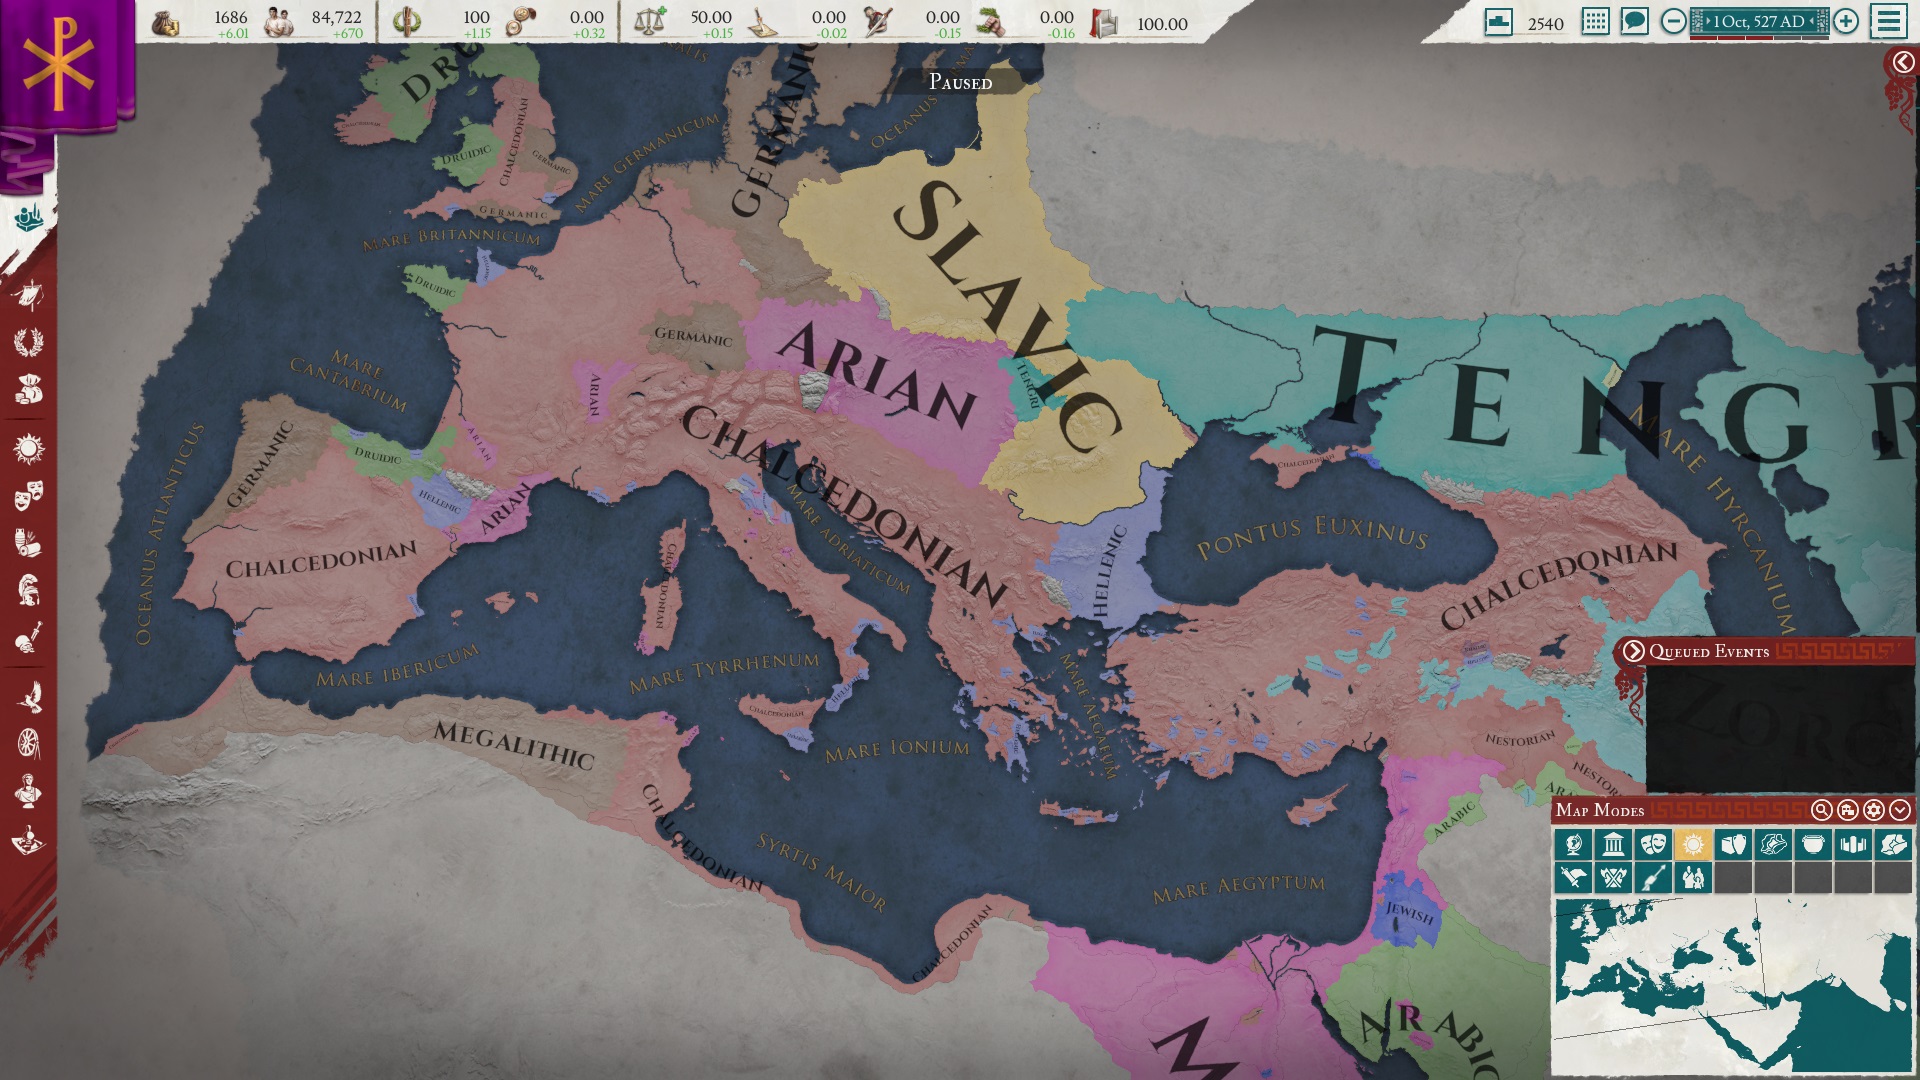 1686
+6.01
84,722
+670
100
+1.15
0.00
+0.32
50.00
+0.15
0.00
-0.02
0.00
-0.15
0.00
-0.16
100.00
2540
1 Oct, 527 AD
Paused
Druidic
Chalcedonian
Germanic
Germanic
Mare Germanicum
Germanic
Oceanus
Mare Britannicum
Druidic
Slavic
Germanic
Arian
Arian
Tengri
Mare Cantabrium
Arian
Germanic
Druidic
Hellenic
Arian
Chalcedonian
Chalcedonian
Oceanus Atlanticus
Mare Adriaticum
Hellenic
Chalcedonian
Pontus Euxinus
Chalcedonian
Mare Hyrcanium
Chalcedonian
Mare Ibericum
Mare Tyrrhenum
Chalcedonian
Hellenic
Mare Ionium
Mare Aegaeum
Megalithic
Nestorian
Chalcedonian
Syrtis Maior
Mare Aegyptum
Arabic
Jewish
Chalcedonian
Arabic
Queued Events
Map Modes